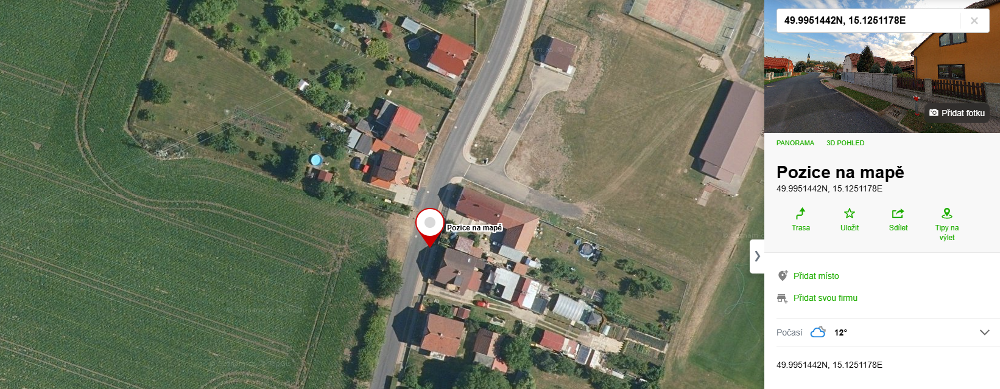 Pozice na mapě
49.9951442N, 15.1251178E
Přidat fotku
PANORAMA 3D POHLED
Pozice na mapě
49.9951442N, 15.1251178E
Trasa Uložit Sdílet Tipy na
výlet
Přidat místo
Přidat svou firmu
Počasí 12°
49.9951442N, 15.1251178E